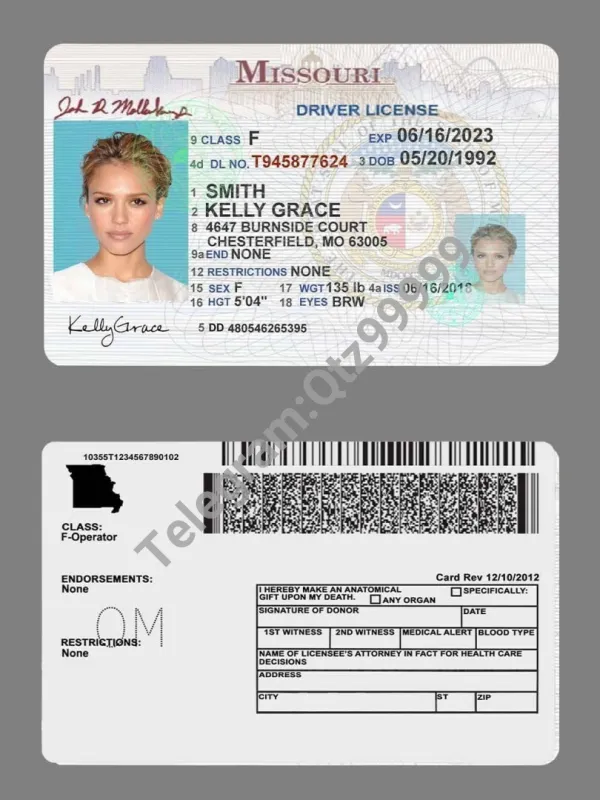 MISSOURI
DRIVER LICENSE
9 CLASS F
EXP 06/16/2023
4d DL NO. T945877624 3 DOB 05/20/1992
1 SMITH
2 KELLY GRACE
8 4647 BURNSIDE COURT
CHESTERFIELD, MO 63005
9a END NONE
12 RESTRICTIONS NONE
15 SEX F 17 WGT 135 lb 4a ISS 06/16/2018
16 HGT 5'04" 18 EYES BRW
Kelly Grace
5 DD 480546265395
Telegram:Qtz99999
10355T1234567890102
CLASS:
F-Operator
ENDORSEMENTS:
None
QM
RESTRICTIONS:
None
Card Rev 12/10/2012
I HEREBY MAKE AN ANATOMICAL
GIFT UPON MY DEATH. ANY ORGAN SPECIFICALLY:
SIGNATURE OF DONOR DATE
1ST WITNESS 2ND WITNESS MEDICAL ALERT BLOOD TYPE
NAME OF LICENSEE'S ATTORNEY IN FACT FOR HEALTH CARE
DECISIONS
ADDRESS
CITY ST ZIP